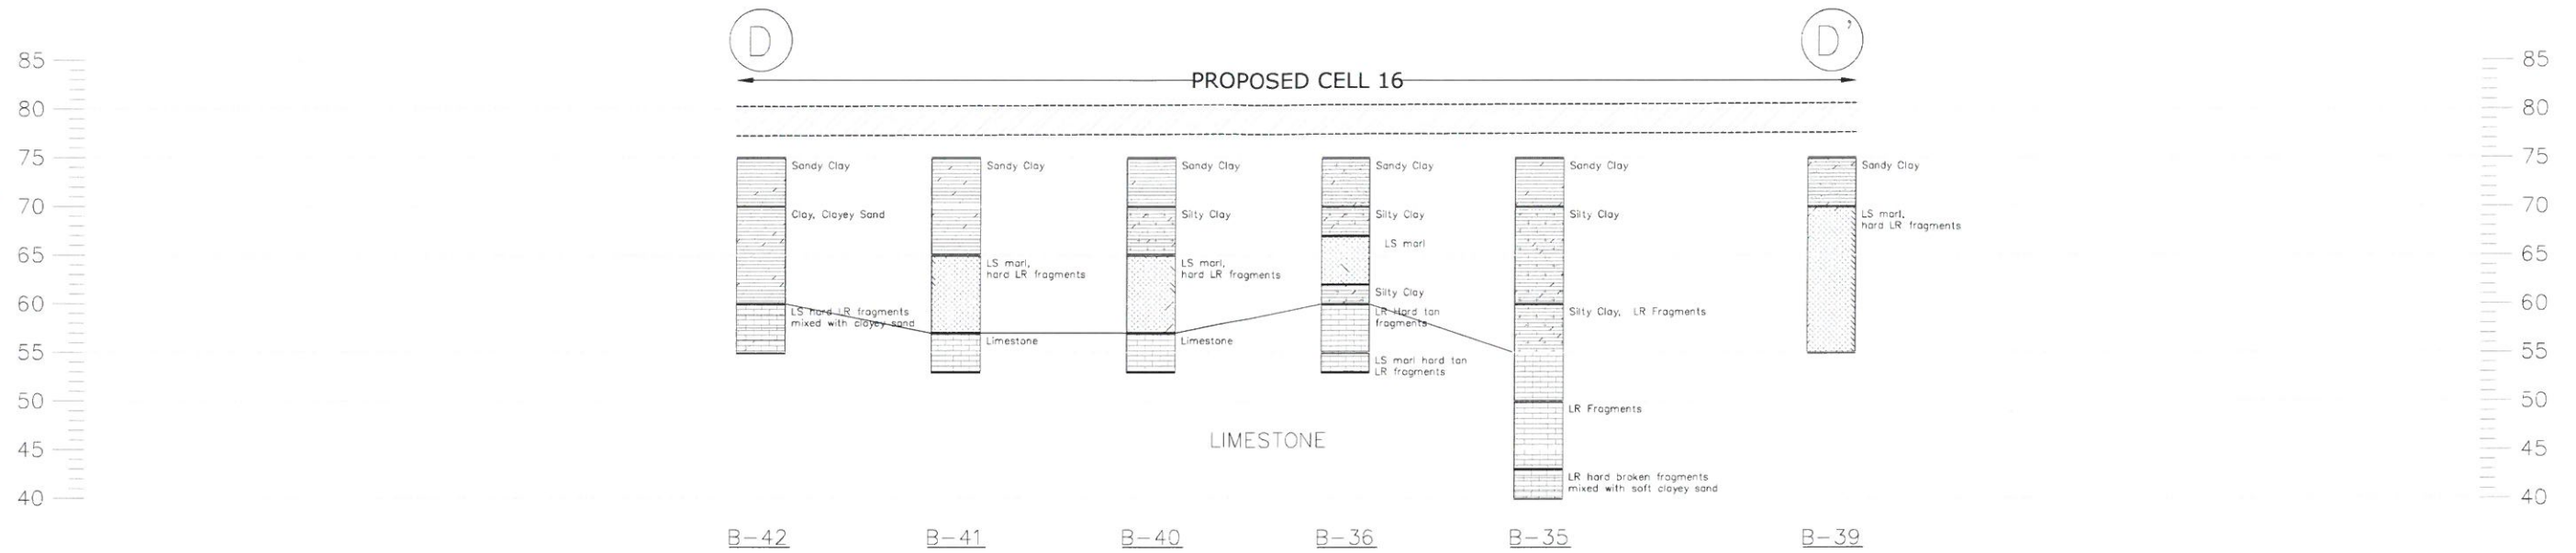 D D'
85 PROPOSED CELL 16 85
80 80
75 75
Sandy Clay Sandy Clay Sandy Clay Sandy Clay Sandy Clay Sandy Clay
70 70
Clay, Clayey Sand Silty Clay Silty Clay Silty Clay LS marl,
hard LR fragments
LS marl
65 65
LS marl, LS marl,
hard LR fragments hard LR fragments
Silty Clay
60 60
LS hard LR fragments LR Hard tan Silty Clay, LR Fragments
mixed with clayey sand fragments
Limestone Limestone
55 55
LS marl hard tan
LR fragments
50 50
LR Fragments
LIMESTONE
45 45
LR hard broken fragments
mixed with soft clayey sand
40 40
B-42 B-41 B-40 B-36 B-35 B-39